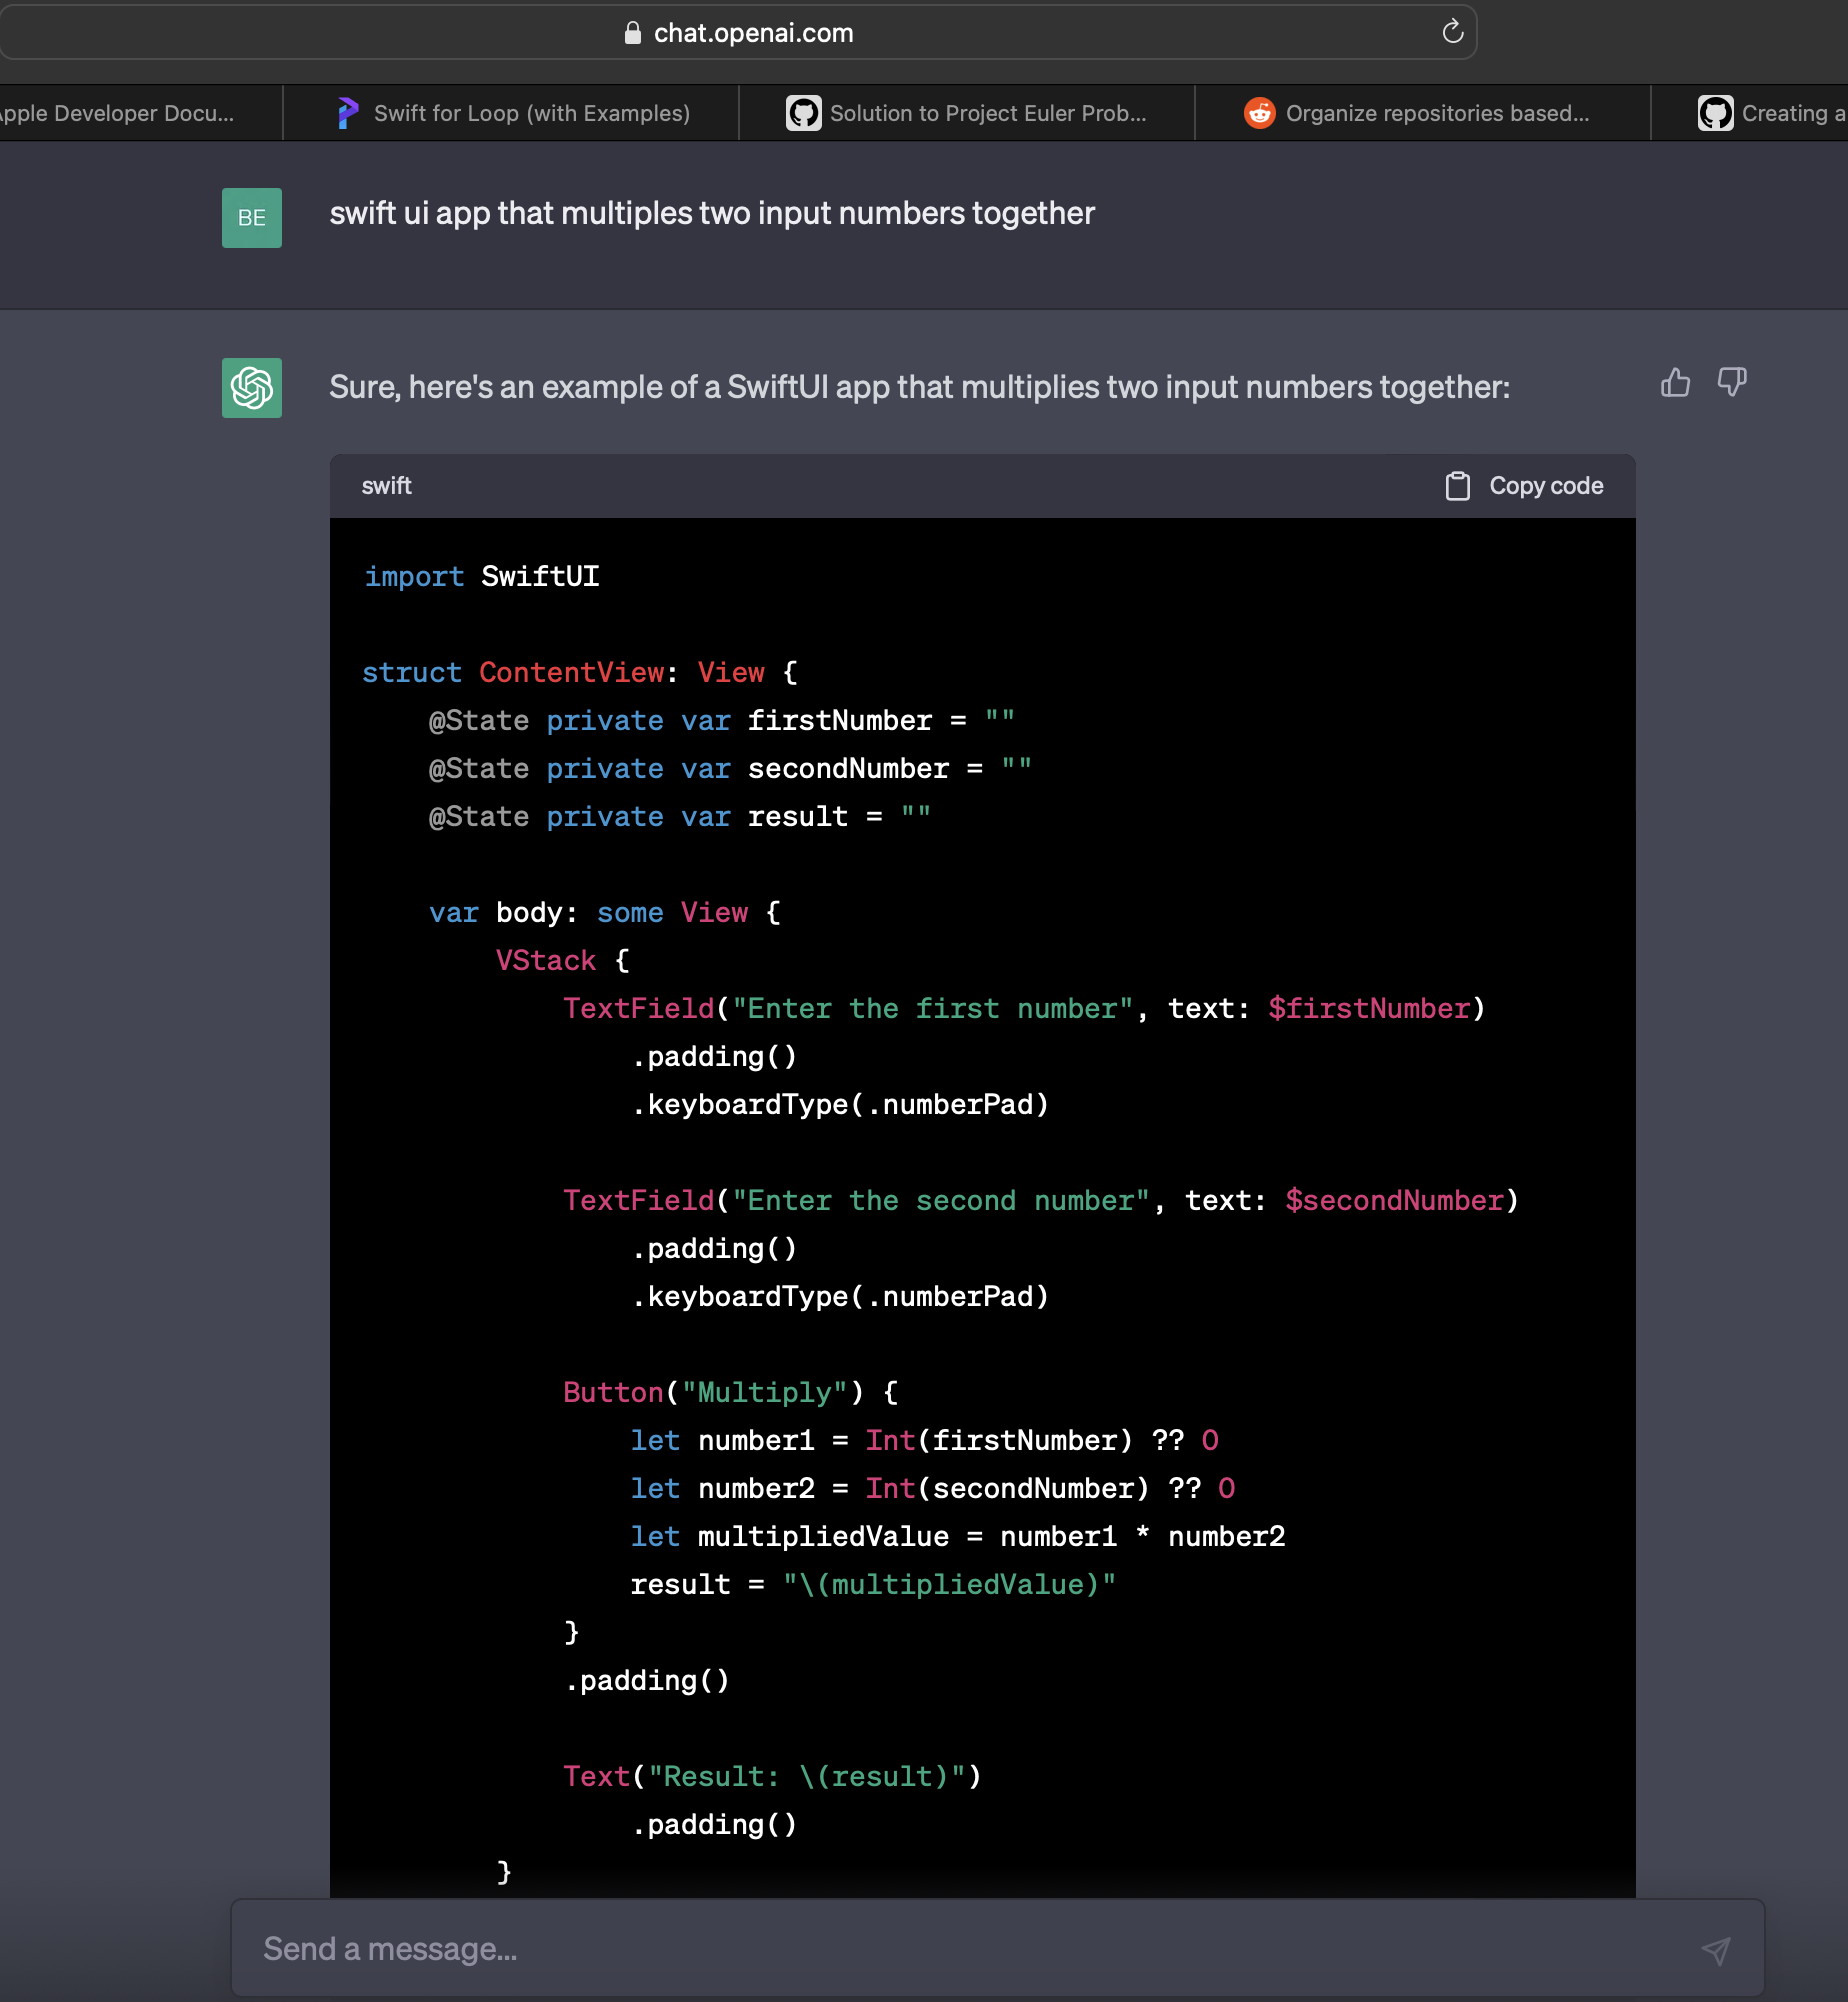 chat.openai.com
Apple Developer Docu...
Swift for Loop (with Examples)
Solution to Project Euler Prob...
Organize repositories based...
Creating a
BE
swift ui app that multiples two input numbers together
Sure, here's an example of a SwiftUI app that multiplies two input numbers together:
swift
Copy code
import SwiftUI
struct ContentView: View {
    @State private var firstNumber = ""
    @State private var secondNumber = ""
    @State private var result = ""
    var body: some View {
        VStack {
            TextField("Enter the first number", text: $firstNumber)
                .padding()
                .keyboardType(.numberPad)
            TextField("Enter the second number", text: $secondNumber)
                .padding()
                .keyboardType(.numberPad)
            Button("Multiply") {
                let number1 = Int(firstNumber) ?? 0
                let number2 = Int(secondNumber) ?? 0
                let multipliedValue = number1 * number2
                result = "\(multipliedValue)"
            }
            .padding()
            Text("Result: \(result)")
                .padding()
        }
Send a message...